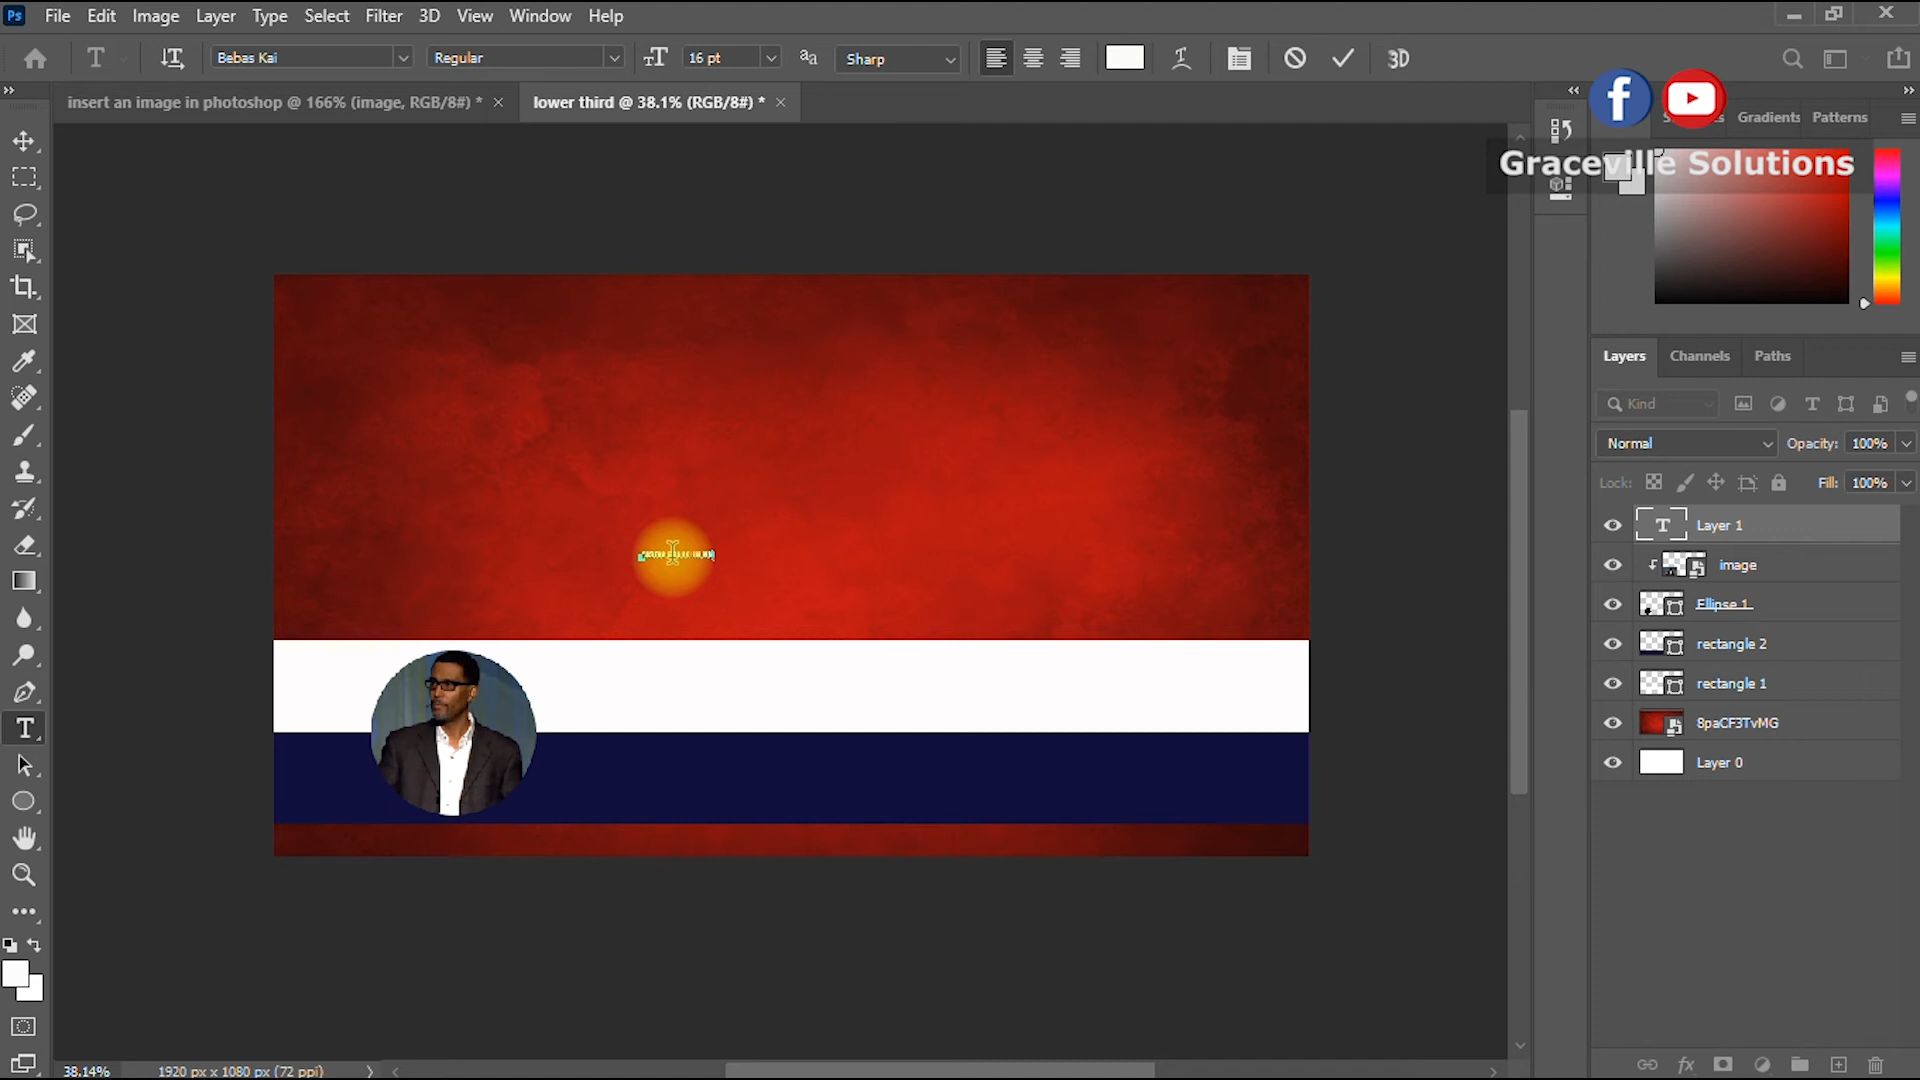 Ps File Edit Image Layer Type Select Filter 3D View Window Help
T Bebas Kai Regular 16 pt Sharp 3D
insert an image in photoshop @ 166% (image, RGB/8#) * × lower third @ 38.1% (RGB/8#) * ×
Gradients Patterns
Graceville Solutions
Layers Channels Paths
Kind
Normal Opacity: 100%
Lock: Fill: 100%
T Layer 1
image
Ellipse 1
rectangle 2
rectangle 1
8paCF3TvMG
Layer 0
fx
38.14% 1920 px x 1080 px (72 ppi)